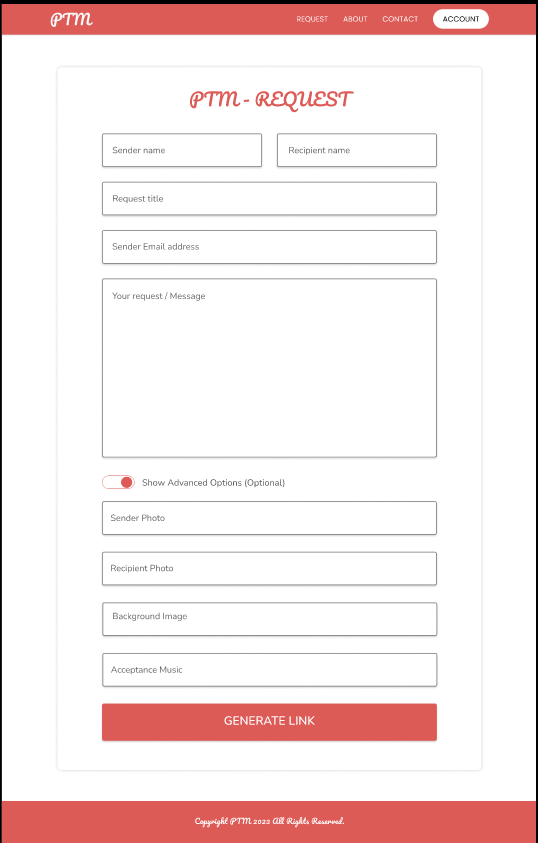 PTM
REQUEST ABOUT CONTACT ACCOUNT
PTM - REQUEST
Sender name Recipient name
Request title
Sender Email address
Your request / Message
Show Advanced Options (Optional)
Sender Photo
Recipient Photo
Background Image
Acceptance Music
GENERATE LINK
Copyright PTM 2022 All Rights Reserved.